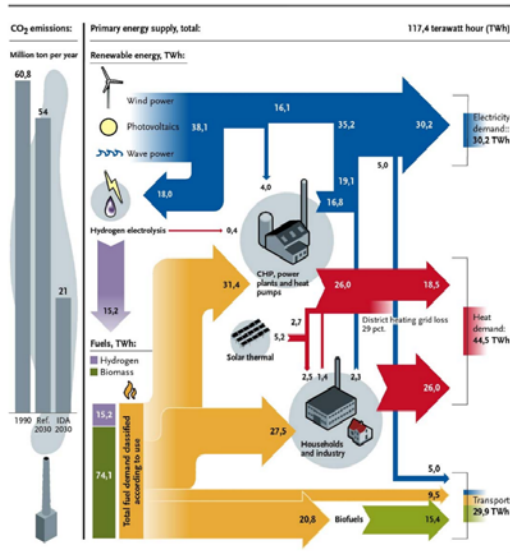 CO2 emissions:
Primary energy supply, total:
117,4 terawatt hour (TWh)
Million ton per year
60,8
54
21
1990
Ref. 2030
IDA 2030
Renewable energy, TWh:
Wind power
Photovoltaics
Wave power
38,1
16,1
35,2
30,2
Electricity
demand::
30,2 TWh
5,0
19,1
18,0
4,0
16,8
Hydrogen electrolysis
0,4
CHP, power
plants and heat
pumps
31,4
26,0
18,5
15,2
District heating grid loss
29 pct.
Heat
demand:
44,5 TWh
2,7
5,2
Solar thermal
2,5
1,4
2,3
26,0
Fuels, TWh:
Hydrogen
Biomass
15,2
74,1
Total fuel demand classified
according to use
27,5
Households
and industry
5,0
9,5
Transport
29,9 TWh
20,8
Biofuels
15,4